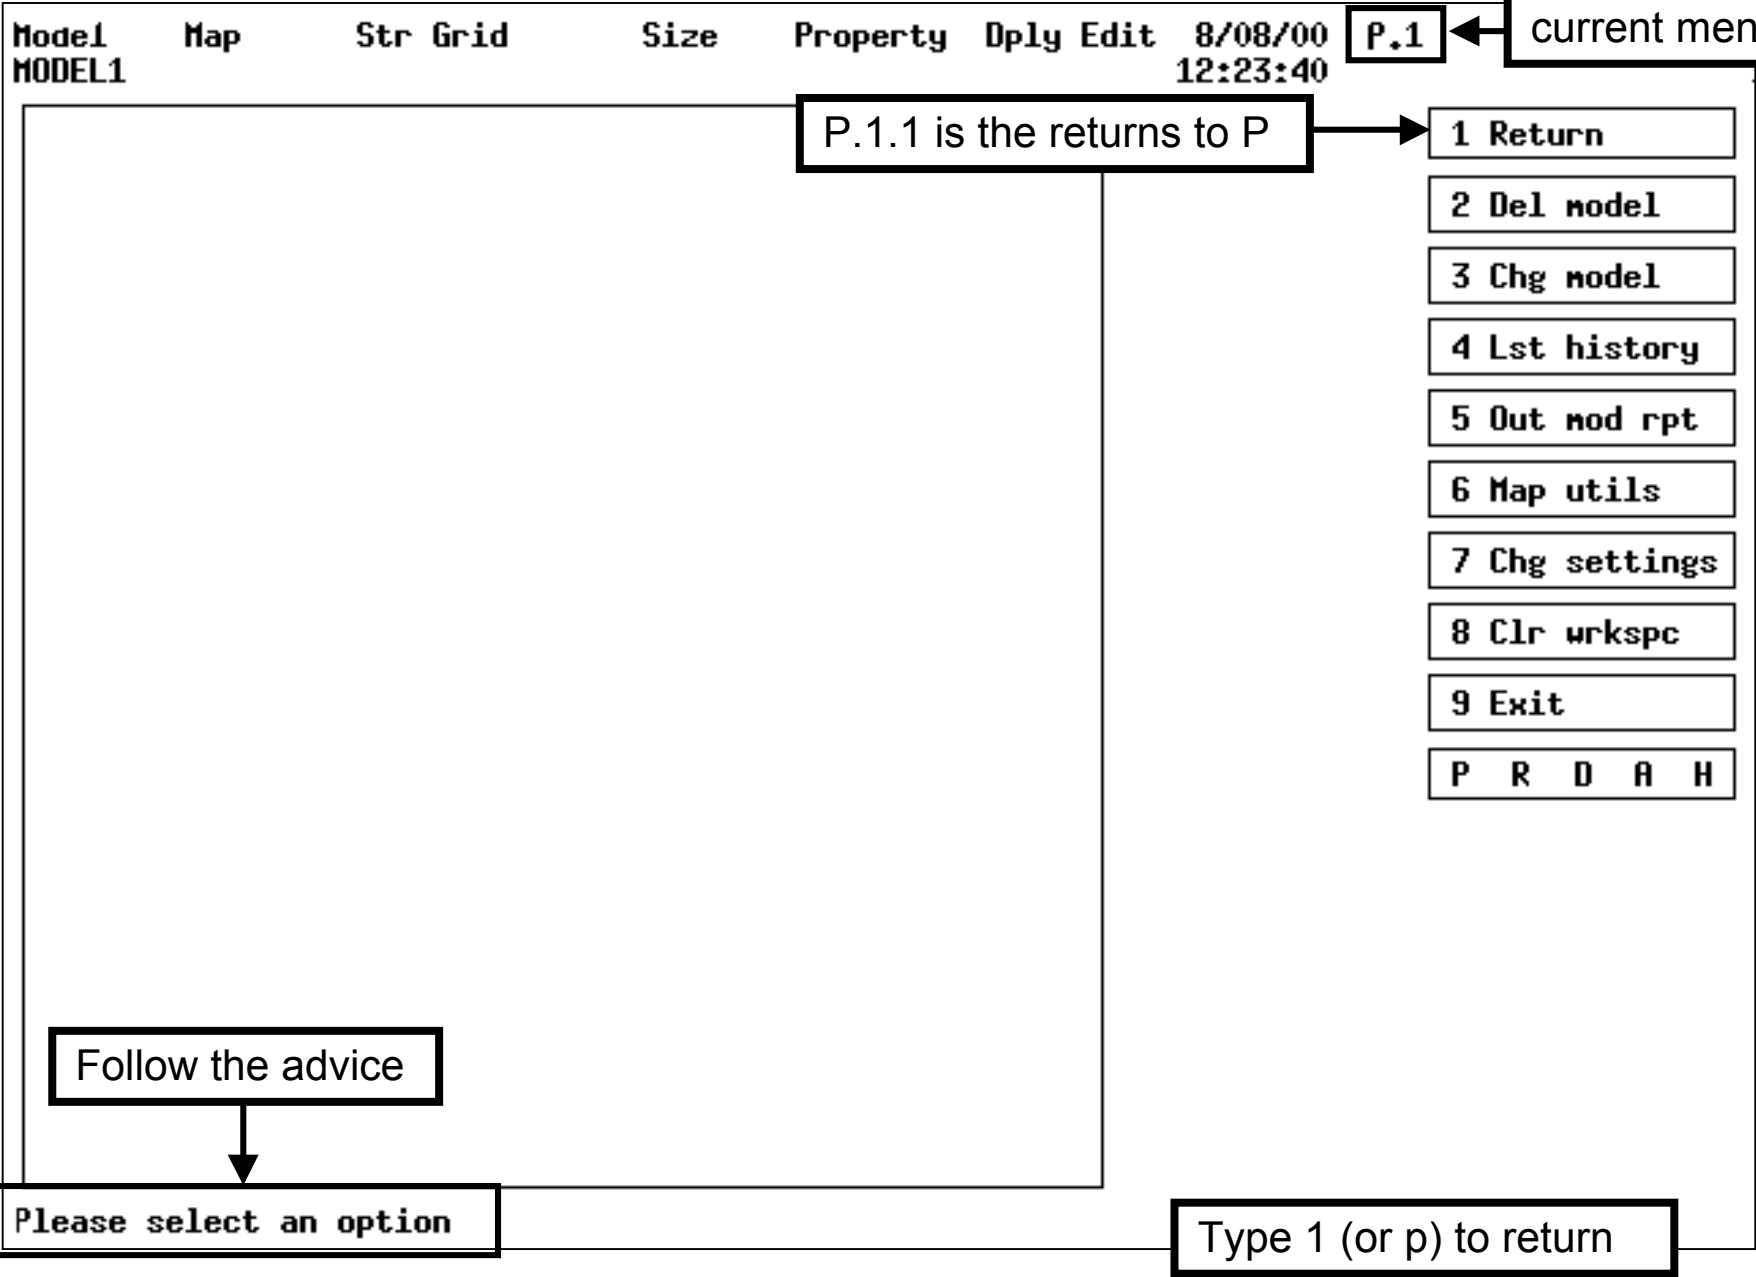 Model Map Str Grid Size Property Dply Edit 8/08/00 P.1
current men
MODEL1 12:23:40
P.1.1 is the returns to P
1 Return
2 Del model
3 Chg model
4 Lst history
5 Out mod rpt
6 Map utils
7 Chg settings
8 Clr wrkspc
9 Exit
P R D A H
Follow the advice
Please select an option
Type 1 (or p) to return